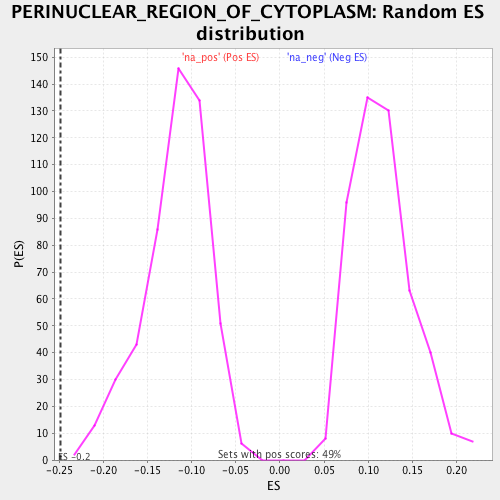 PERINUCLEAR_REGION_OF_CYTOPLASM: Random ES
distribution
'na_pos' (Pos ES) 'na_neg' (Neg ES)
150
140
130
120
110
100
90
80
70
60
50
40
30
20
10
0
P(ES)
ES -0.2
Sets with pos scores: 49%
-0.25 -0.20 -0.15 -0.10 -0.05 0.00 0.05 0.10 0.15 0.20
ES